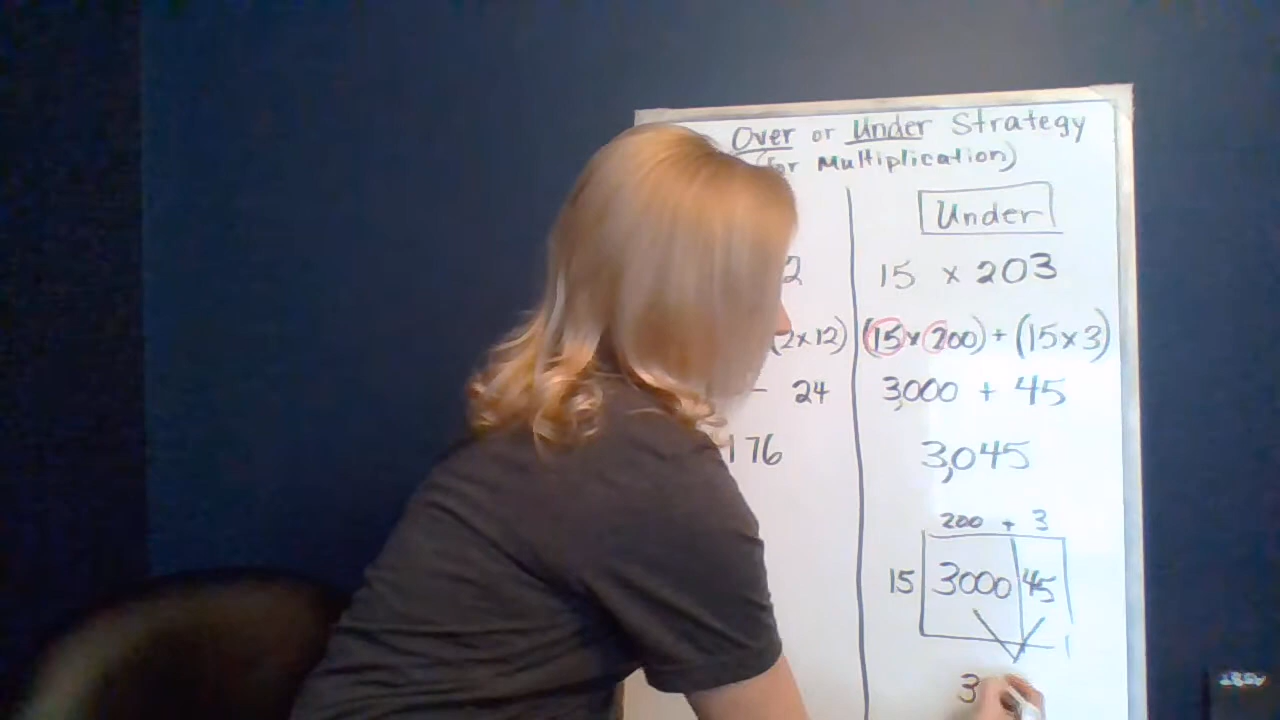 Over or Under Strategy
(for Multiplication)
Under
2
15 x 203
(2x12)
(15x200)+(15x3)
- 24
3,000 + 45
176
3,045
200 + 3
15 3000 45
3